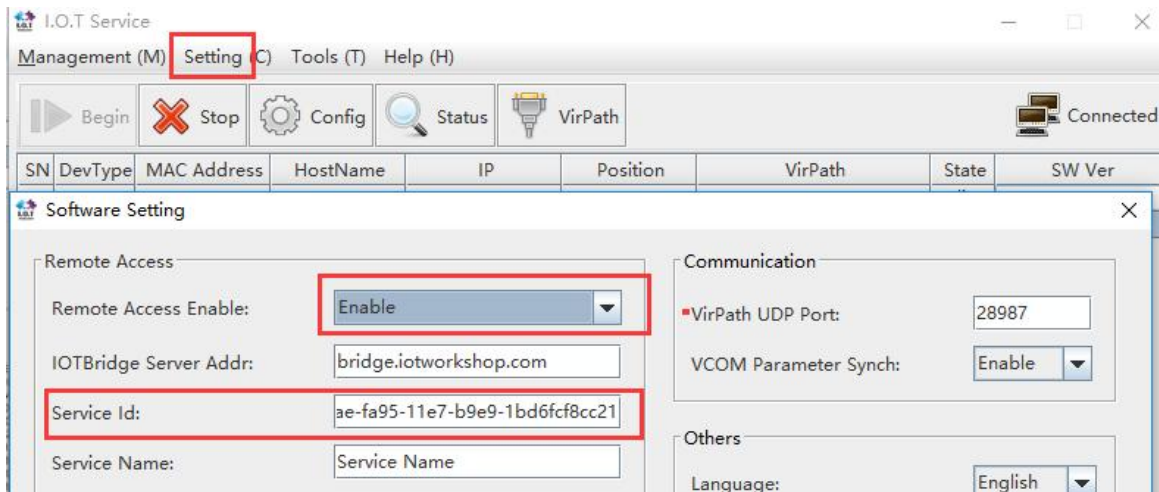 I.O.T Service
Management (M) Setting (C) Tools (T) Help (H)
Begin Stop Config Status VirPath Connected
SN DevType MAC Address HostName IP Position VirPath State SW Ver
Software Setting
Remote Access
Remote Access Enable: Enable
IOTBridge Server Addr: bridge.iotworkshop.com
Service Id: ae-fa95-11e7-b9e9-1bd6fcf8cc21
Service Name: Service Name
Communication
VirPath UDP Port: 28987
VCOM Parameter Synch: Enable
Others
Language: English